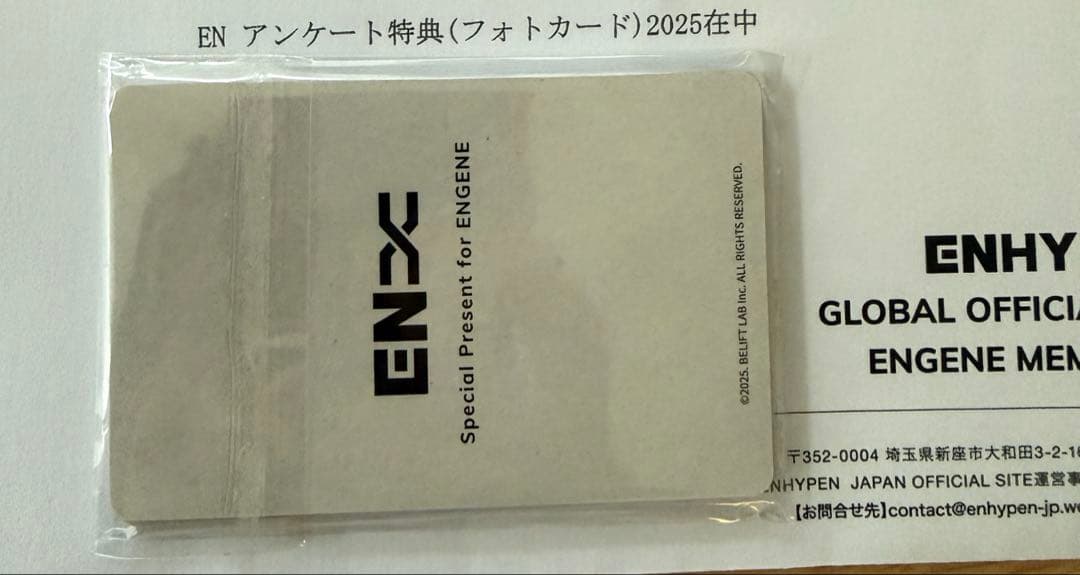 EN アンケート特典(フォトカード)2025在中
EN
Special Present for ENGENE
©2025. BELIFT LAB Inc. ALL RIGHTS RESERVED.
ENHY
GLOBAL OFFICI
ENGENE MEM
〒352-0004 埼玉県新座市大和田3-2-16
ENHYPEN JAPAN OFFICIAL SITE運営事
【お問合せ先】contact@enhypen-jp.we